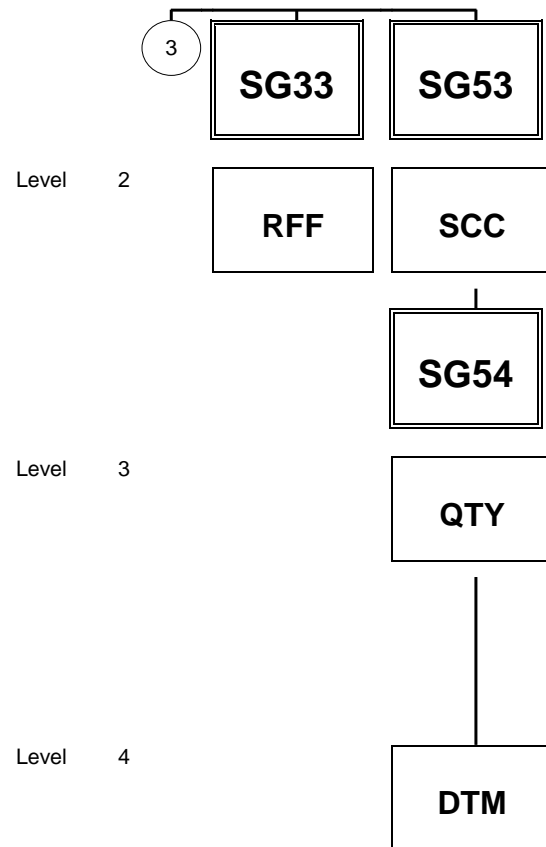 3
SG33 SG53
Level 2
RFF SCC
SG54
Level 3
QTY
Level 4
DTM